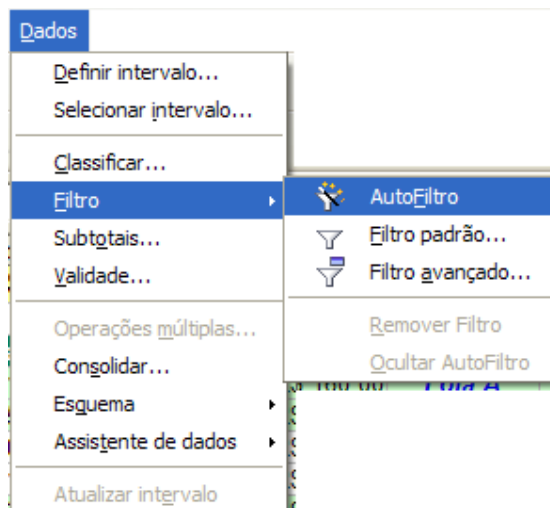 Dados
Definir intervalo...
Selecionar intervalo...
Classificar...
Filtro
AutoFiltro
Subtotais...
Filtro padrão...
Validade...
Filtro avançado...
Operações múltiplas...
Remover Filtro
Consolidar...
Ocultar AutoFiltro
Esquema
Assistente de dados
Atualizar intervalo